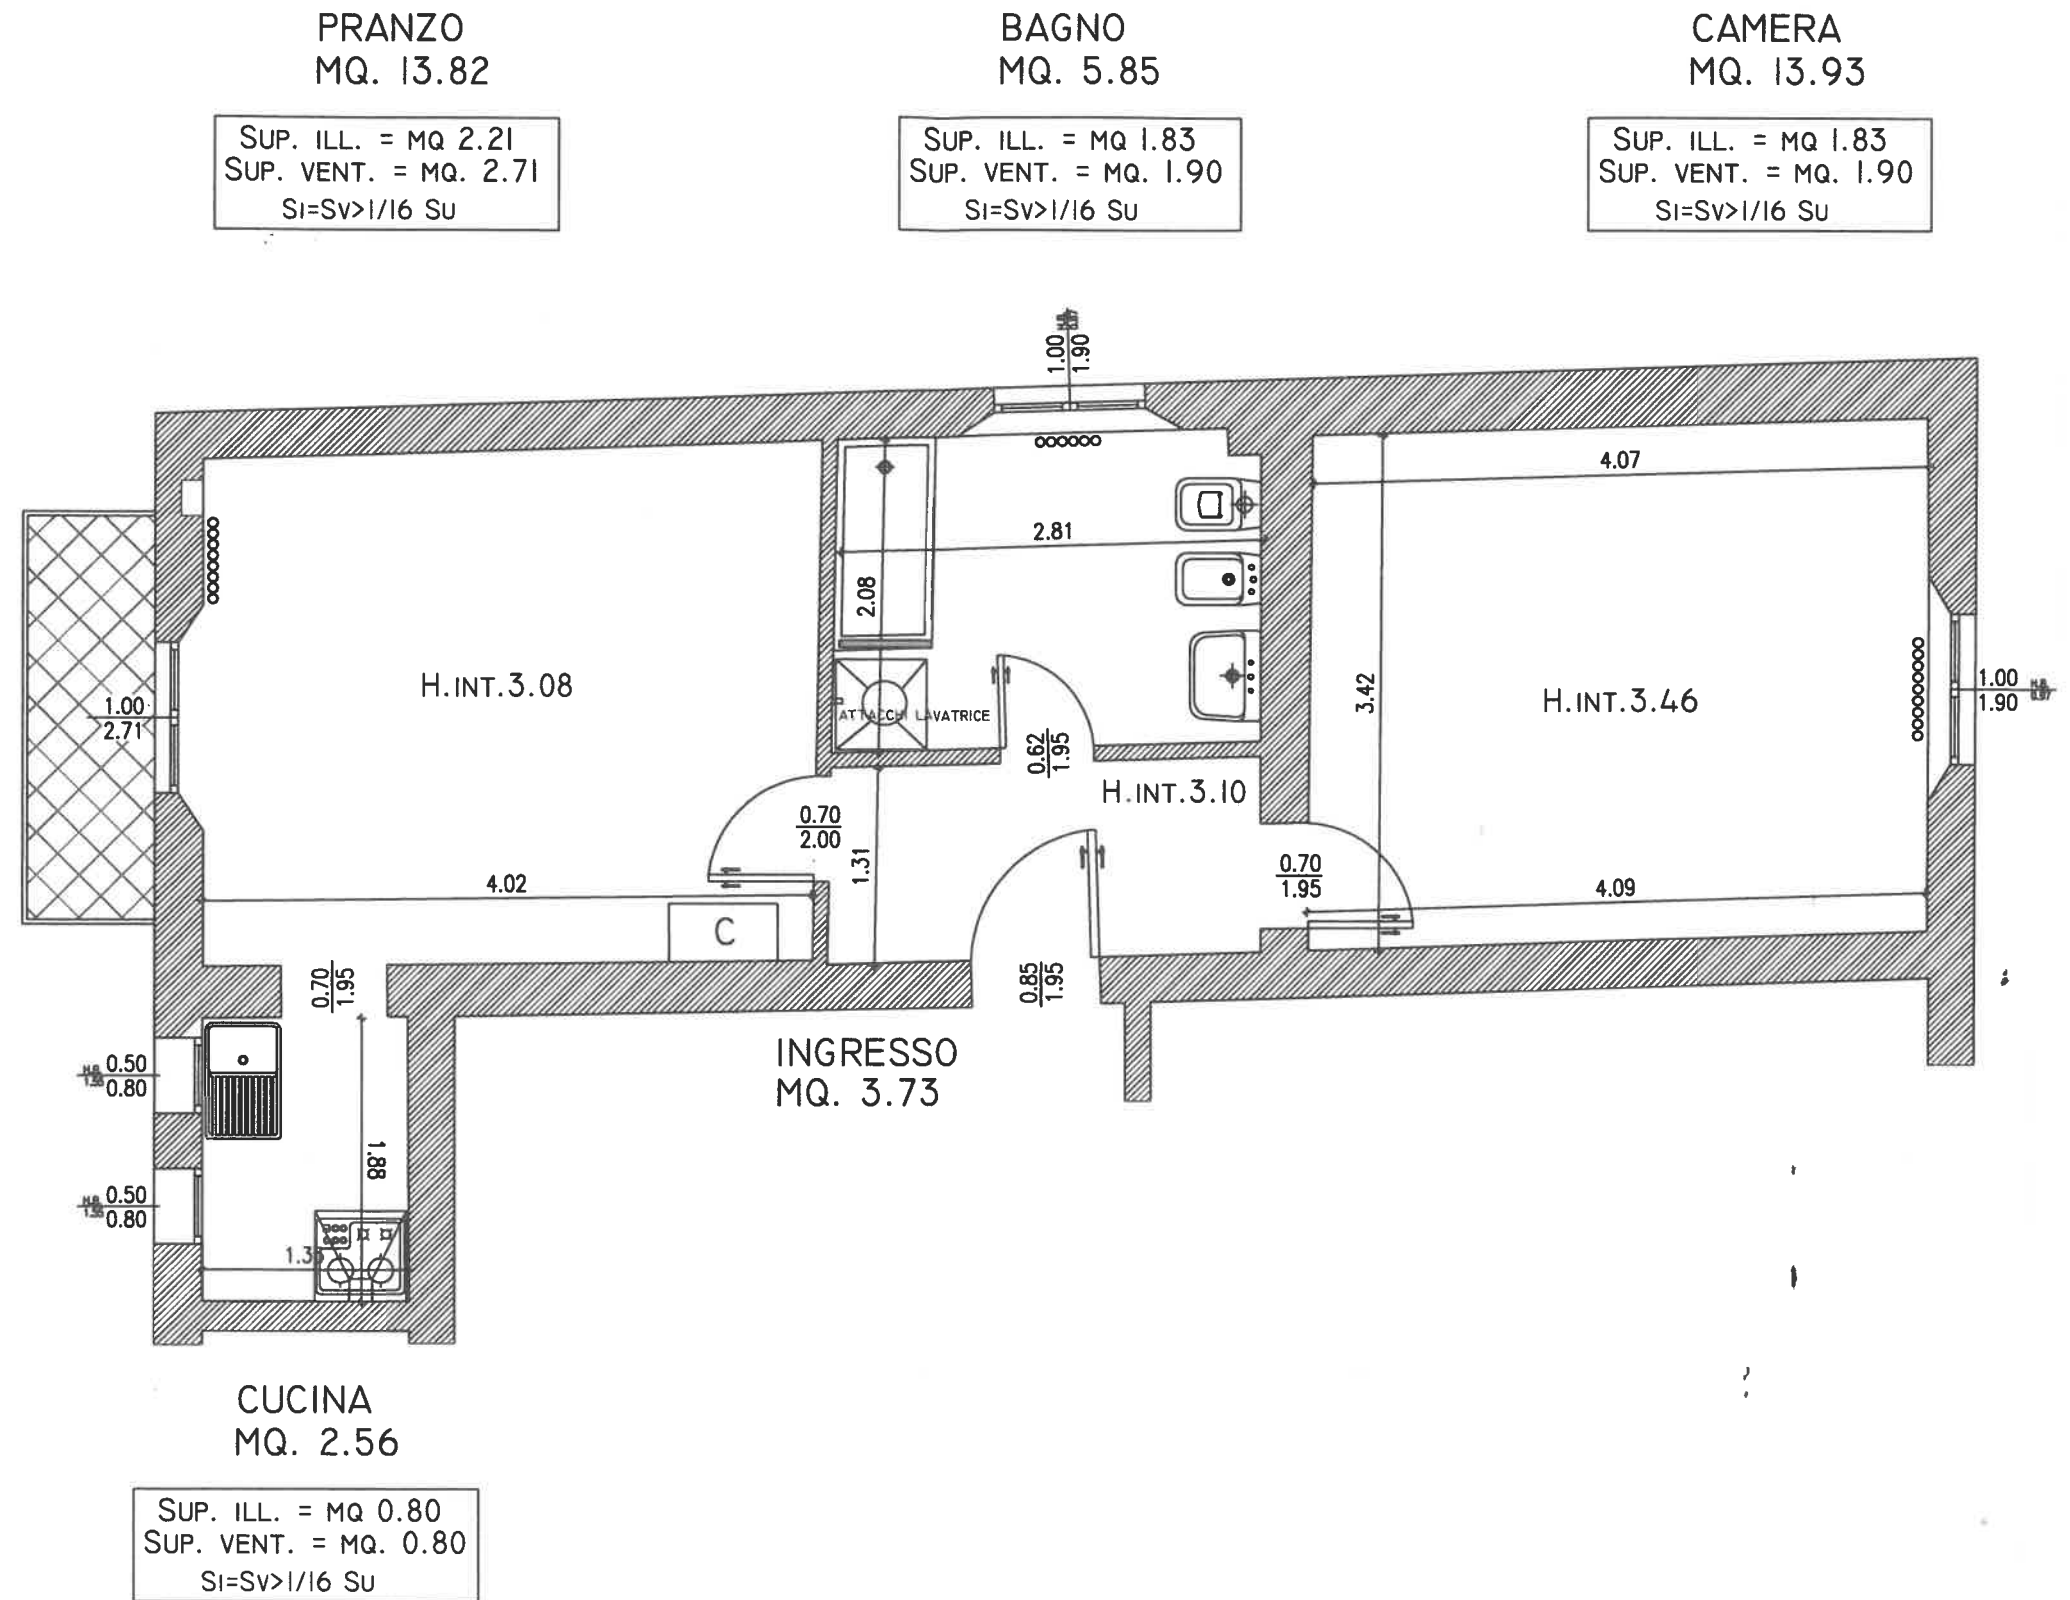 PRANZO
MQ. 13.82
SUP. ILL. = MQ 2.21
SUP. VENT. = MQ. 2.71
SI=SV>1/16 SU
BAGNO
MQ. 5.85
SUP. ILL. = MQ 1.83
SUP. VENT. = MQ. 1.90
SI=SV>1/16 SU
CAMERA
MQ. 13.93
SUP. ILL. = MQ 1.83
SUP. VENT. = MQ. 1.90
SI=SV>1/16 SU
1.00
1.90
4.07
2.81
2.08
H.INT.3.08
3.42
H.INT.3.46
1.00
2.71
1.00
1.90
ATTACCHI LAVATRICE
0.62
1.95
H.INT.3.10
0.70
2.00
1.31
0.70
1.95
4.02
4.09
C
0.70
1.95
0.85
1.95
INGRESSO
MQ. 3.73
0.50
0.80
1.88
0.50
0.80
CUCINA
MQ. 2.56
SUP. ILL. = MQ 0.80
SUP. VENT. = MQ. 0.80
SI=SV>1/16 SU